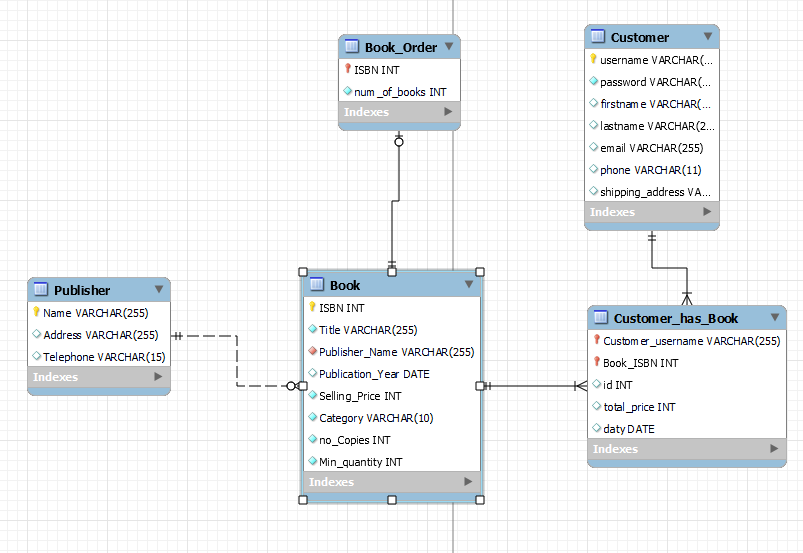 Book_Order
ISBN INT
num _of_books INT
Indexes
Customer
username VARCHAR(...
password VARCHAR(...
firstname VARCHAR(...
lastname VARCHAR(2...
email VARCHAR(255)
phone VARCHAR(11)
shipping_address VA...
Indexes
Publisher
Name VARCHAR(255)
Address VARCHAR(255)
Telephone VARCHAR(15)
Indexes
Book
ISBN INT
Title VARCHAR(255)
Publisher_Name VARCHAR(255)
Publication_Year DATE
Selling_Price INT
Category VARCHAR(10)
no_Copies INT
Min_quantity INT
Indexes
Customer_has_Book
Customer_username VARCHAR(255)
Book_ISBN INT
id INT
total_price INT
daty DATE
Indexes